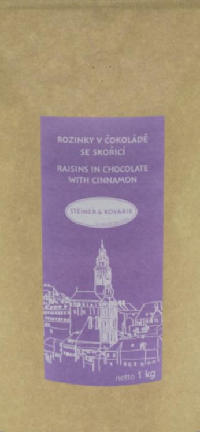 ROZINKY V ČOKOLÁDĚ
SE SKOŘICÍ
RAISINS IN CHOCOLATE
WITH CINNAMON
STEINER & KOVARIK
netto 1 kg